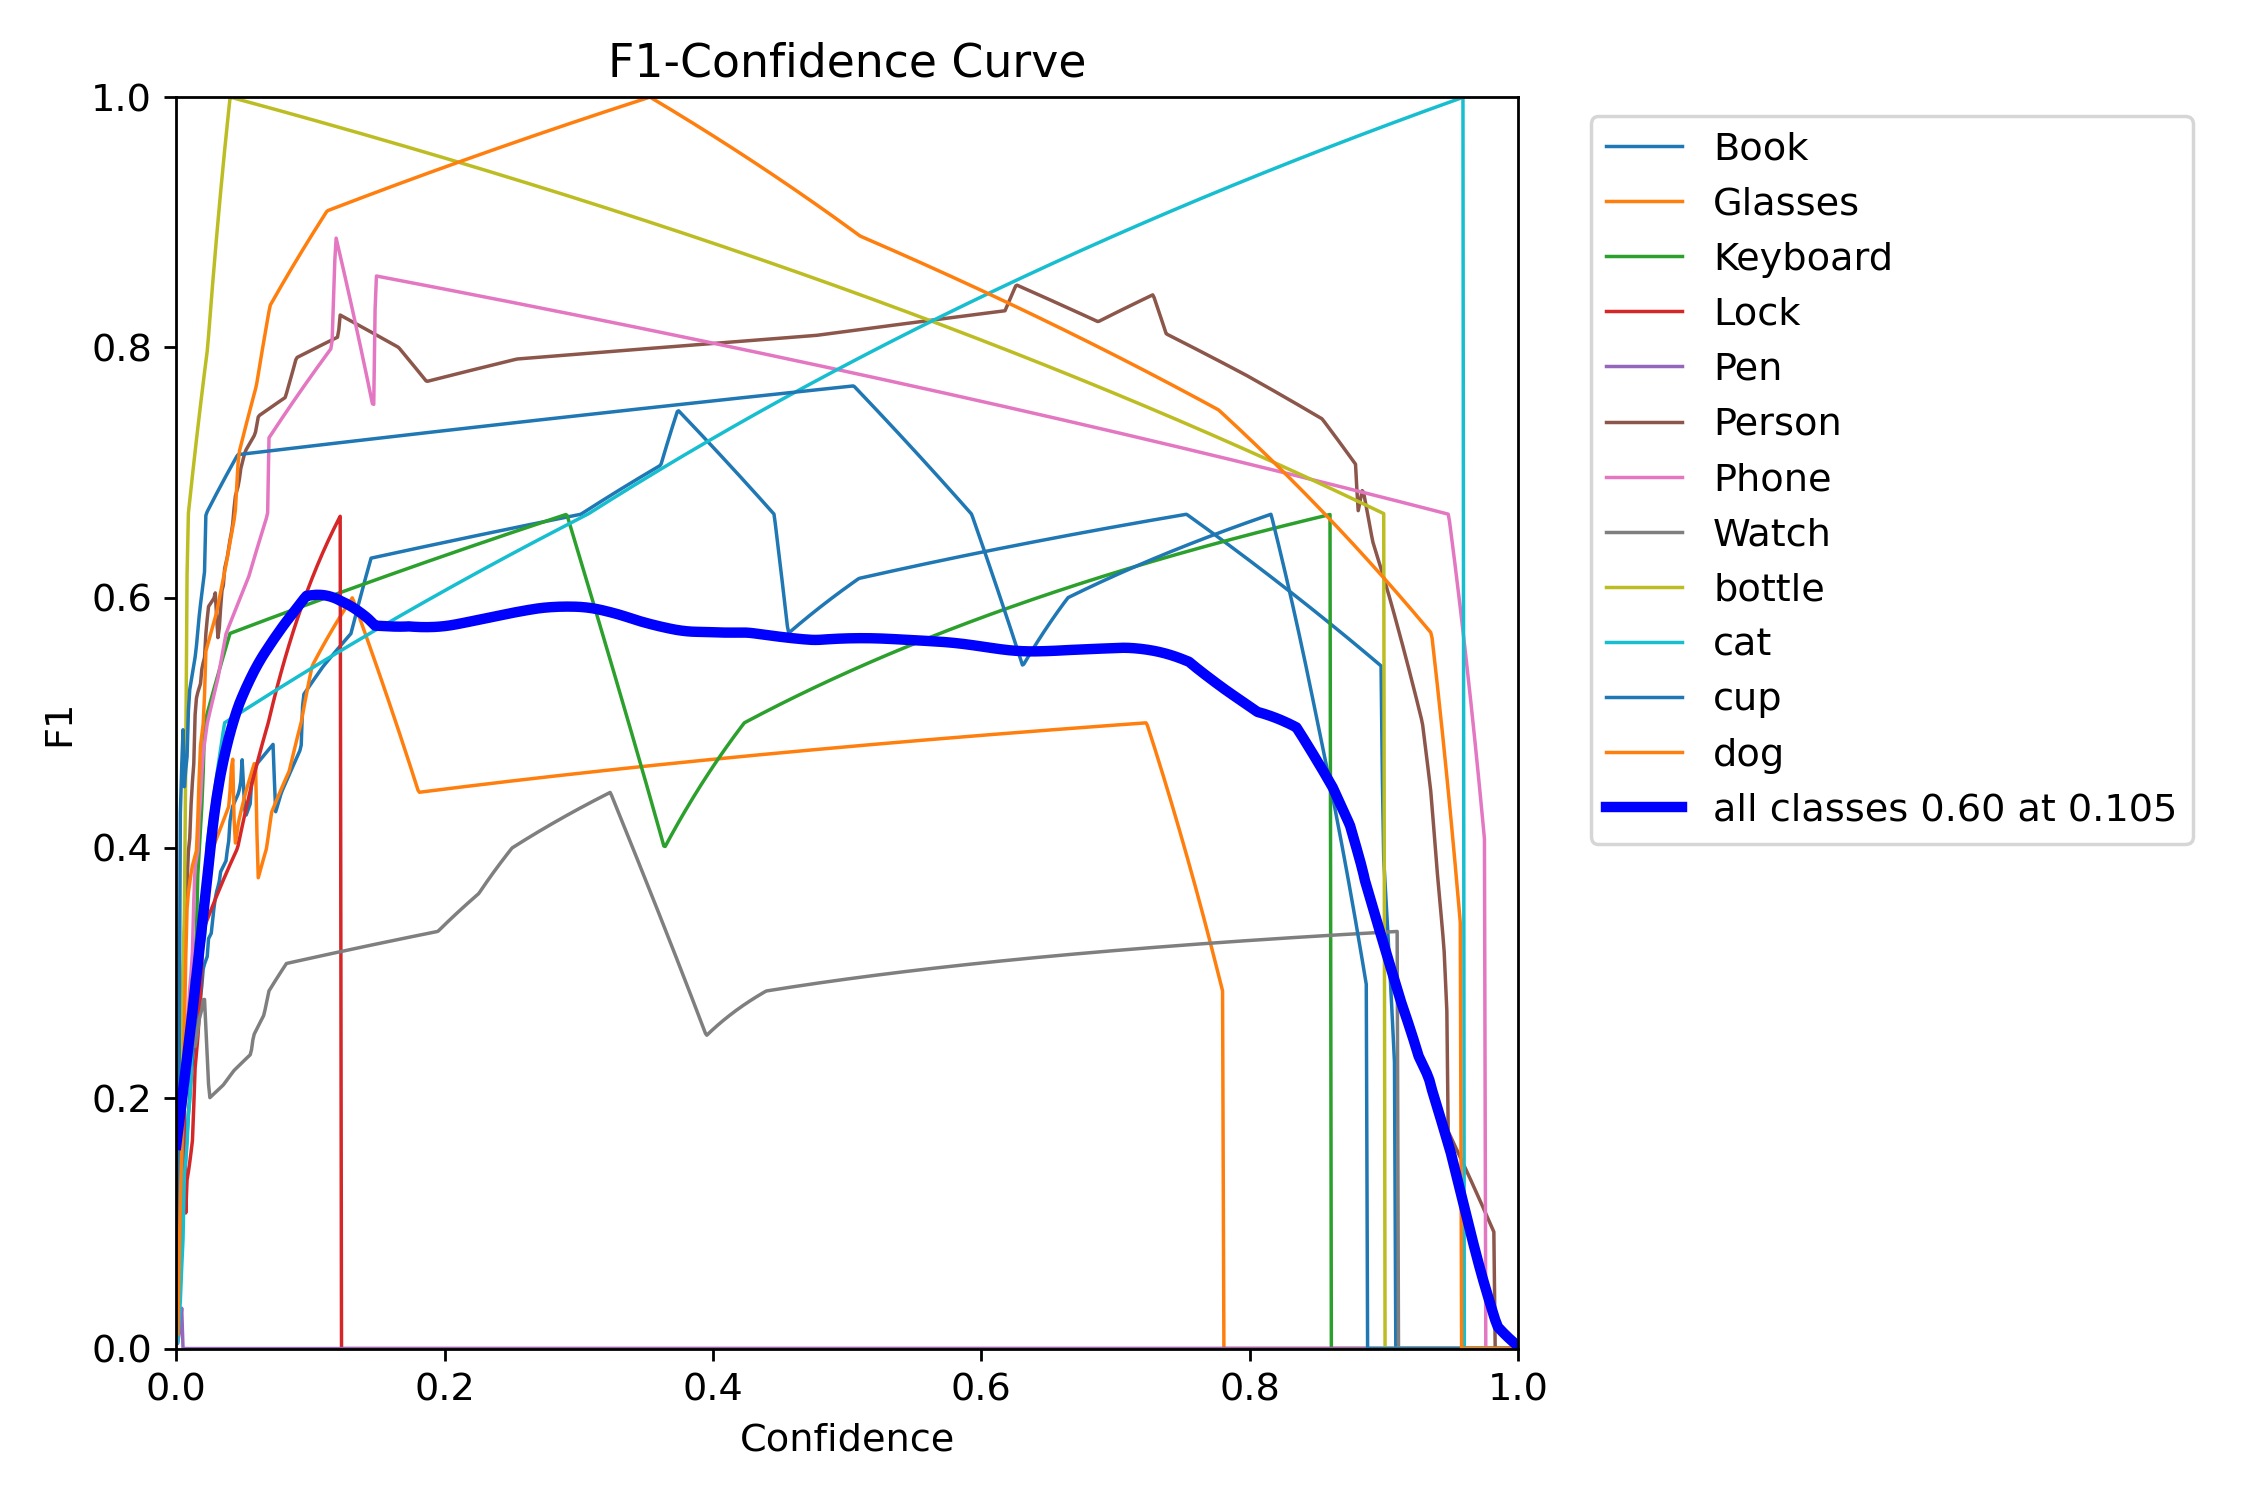 F1-Confidence Curve
1.0
0.8
0.6
0.4
0.2
0.0
F1
0.0 0.2 0.4 0.6 0.8 1.0
Confidence
Book
Glasses
Keyboard
Lock
Pen
Person
Phone
Watch
bottle
cat
cup
dog
all classes 0.60 at 0.105